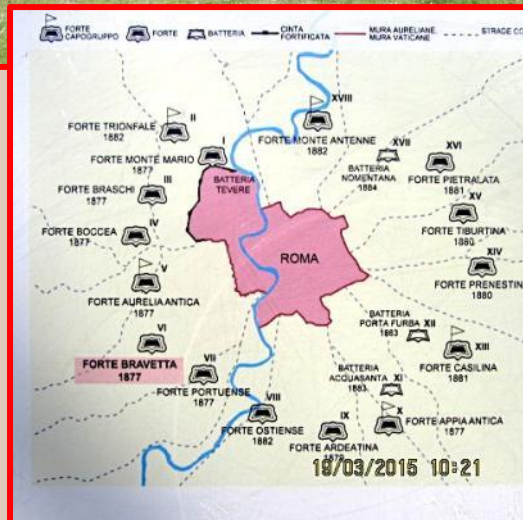 FORTE CAPOGRUPPO
FORTE
BATTERIA
CINTA FORTIFICATA
MURA AURELIANE,
MURA VATICANE
STRADE CO
II
FORTE TRIONFALE
1882
XVIII
FORTE MONTE ANTENNE
1882
I
FORTE MONTE MARIO
1877
BATTERIA
TEVERE
XVII
BATTERIA
NOMENTANA
1884
XVI
FORTE PIETRALATA
1881
III
FORTE BRASCHI
1877
XV
FORTE TIBURTINA
1880
IV
FORTE BOCCEA
1877
ROMA
XIV
FORTE PRENESTIN
1880
V
FORTE AURELIA ANTICA
1877
BATTERIA
PORTA FURBA
1883
XII
XIII
FORTE CASILINA
1881
VI
FORTE BRAVETTA
1877
VII
FORTE PORTUENSE
1877
BATTERIA
ACQUASANTA
1883
XI
VIII
FORTE OSTIENSE
1882
IX
FORTE ARDEATINA
1879
X
FORTE APPIA ANTICA
1877
19/03/2015 10:21